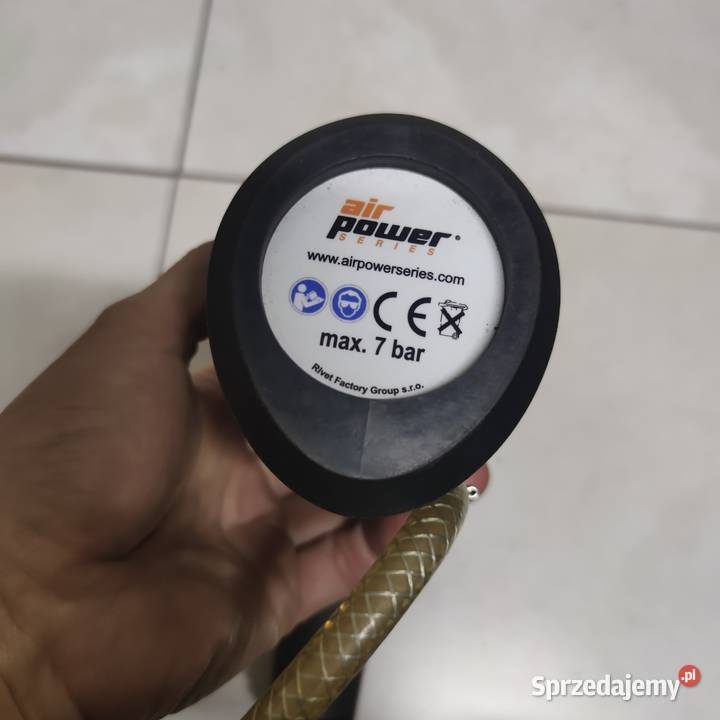 air
power®
SERIES
www.airpowerseries.com
CE
max. 7 bar
Rivet Factory Group s.r.o.
Sprzedajemy.pl